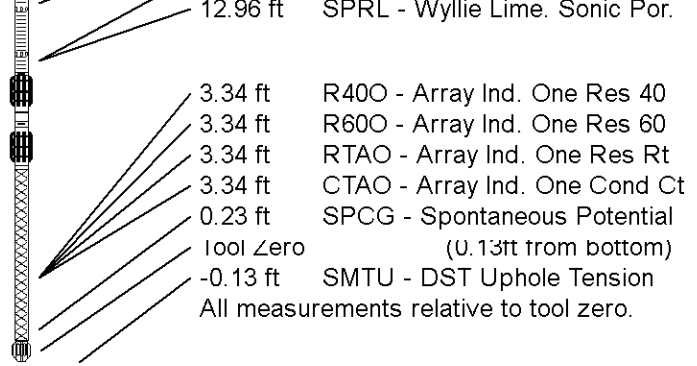 12.96 ft SPRL - Wyllie Lime. Sonic Por.
3.34 ft R40O - Array Ind. One Res 40
3.34 ft R60O - Array Ind. One Res 60
3.34 ft RTAO - Array Ind. One Res Rt
3.34 ft CTAO - Array Ind. One Cond Ct
0.23 ft SPCG - Spontaneous Potential
Tool Zero (0.13ft from bottom)
-0.13 ft SMTU - DST Uphole Tension
All measurements relative to tool zero.